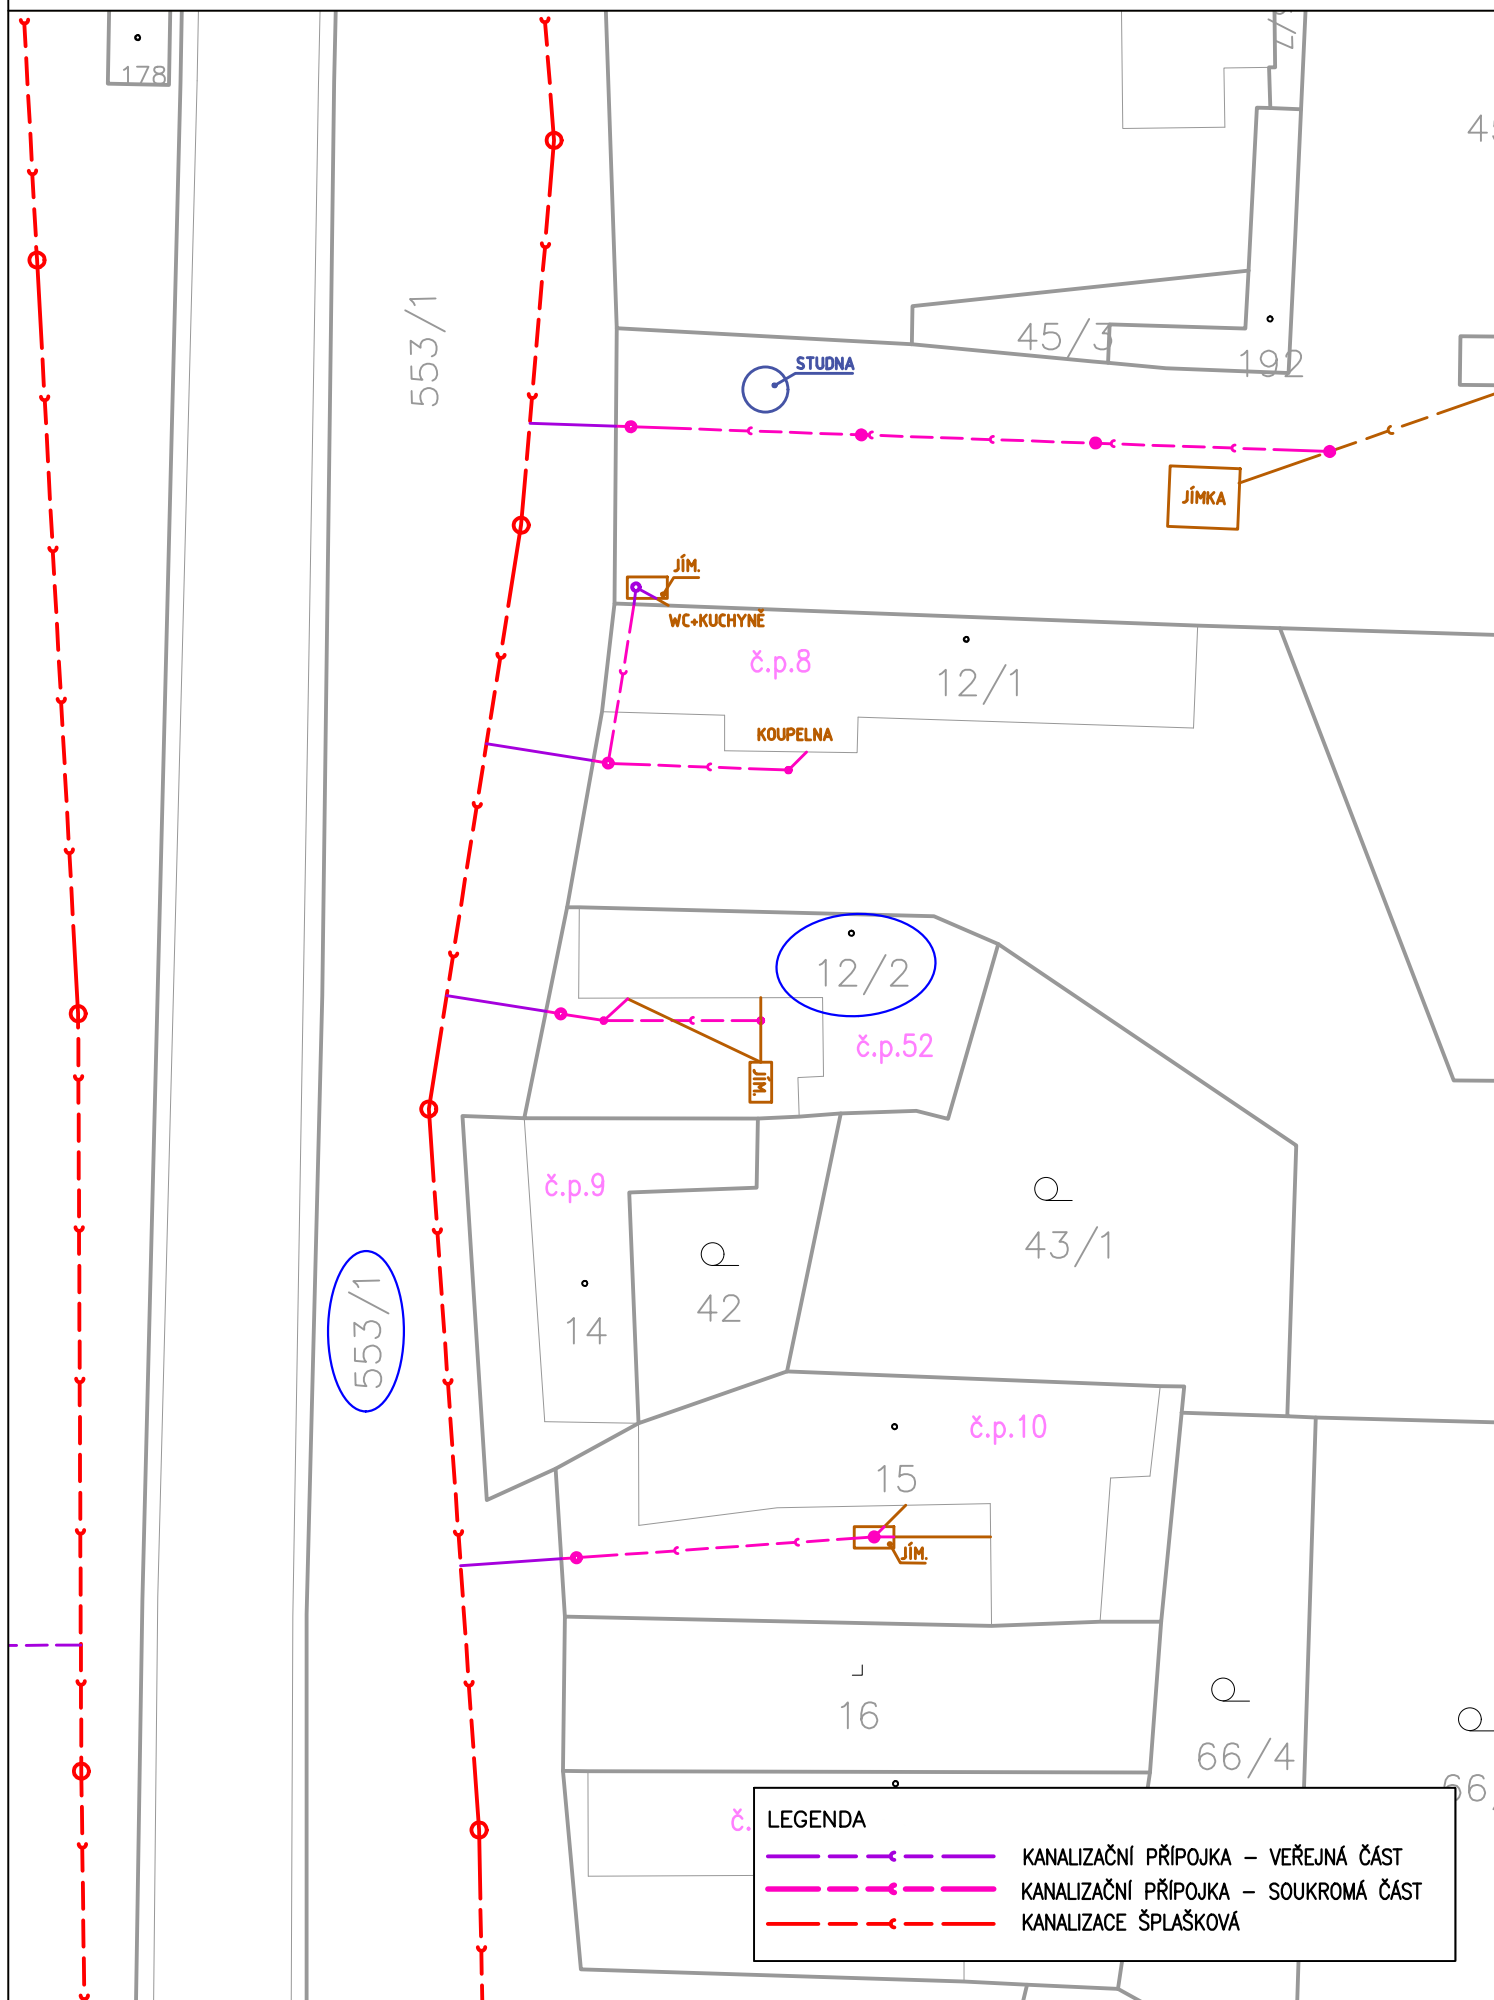 178
553/1
45/3
192
STUDNA
JÍMKA
JÍM.
WC+KUCHYNĚ
č.p.8
12/1
KOUPELNA
12/2
č.p.52
JÍM.
č.p.9
43/1
14
42
553/1
č.p.10
15
JÍM.
16
66/4
č.
LEGENDA
KANALIZAČNÍ PŘÍPOJKA – VEŘEJNÁ ČÁST
KANALIZAČNÍ PŘÍPOJKA – SOUKROMÁ ČÁST
KANALIZACE ŠPLAŠKOVÁ